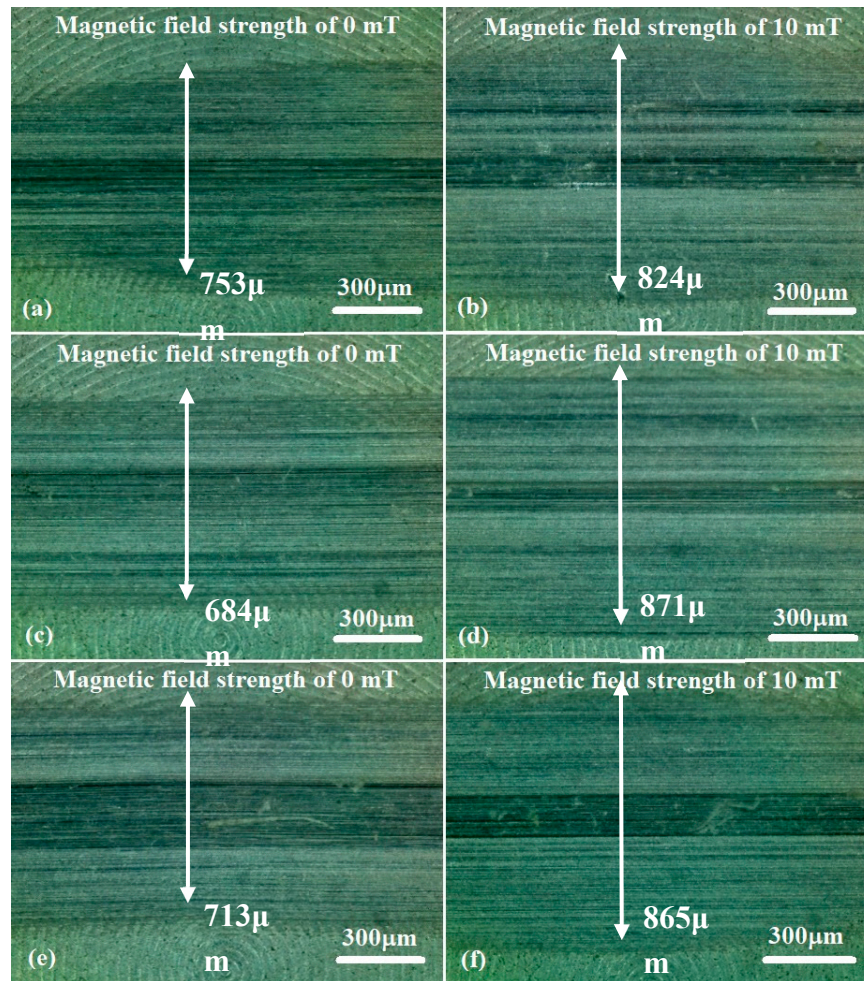 Magnetic field strength of 0 mT
753μ
m
300μm
(a)
Magnetic field strength of 10 mT
824μ
m
300μm
(b)
Magnetic field strength of 0 mT
684μ
m
300μm
(c)
Magnetic field strength of 10 mT
871μ
m
300μm
(d)
Magnetic field strength of 0 mT
713μ
m
300μm
(e)
Magnetic field strength of 10 mT
865μ
m
300μm
(f)